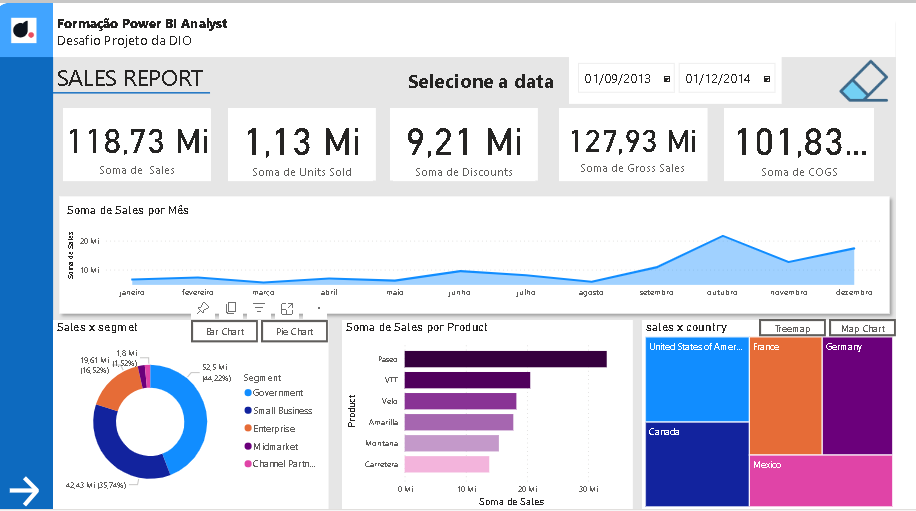 Formação Power BI Analyst
Desafio Projeto da DIO
SALES REPORT
Selecione a data
01/09/2013
01/12/2014
118,73 Mi
Soma de Sales
1,13 Mi
Soma de Units Sold
9,21 Mi
Soma de Discounts
127,93 Mi
Soma de Gross Sales
101,83...
Soma de COGS
Soma de Sales por Mês
Soma de Sales
20 Mi
10 Mi
janeiro
fevereiro
março
abril
maio
junho
julho
agosto
setembro
outubro
novembro
dezembro
Sales x segmet
Bar Chart
Pie Chart
1,8 Mi
(1,52%)
19,61 Mi
(16,52%)
52,5 Mi
(44,22%)
42,43 Mi (35,74%)
Segment
Government
Small Business
Enterprise
Midmarket
Channel Partn...
Soma de Sales por Product
Product
Paseo
VTT
Velo
Amarilla
Montana
Carretera
0 Mi
10 Mi
20 Mi
30 Mi
Soma de Sales
sales x country
Treemap
Map Chart
United States of Amer...
France
Germany
Canada
Mexico